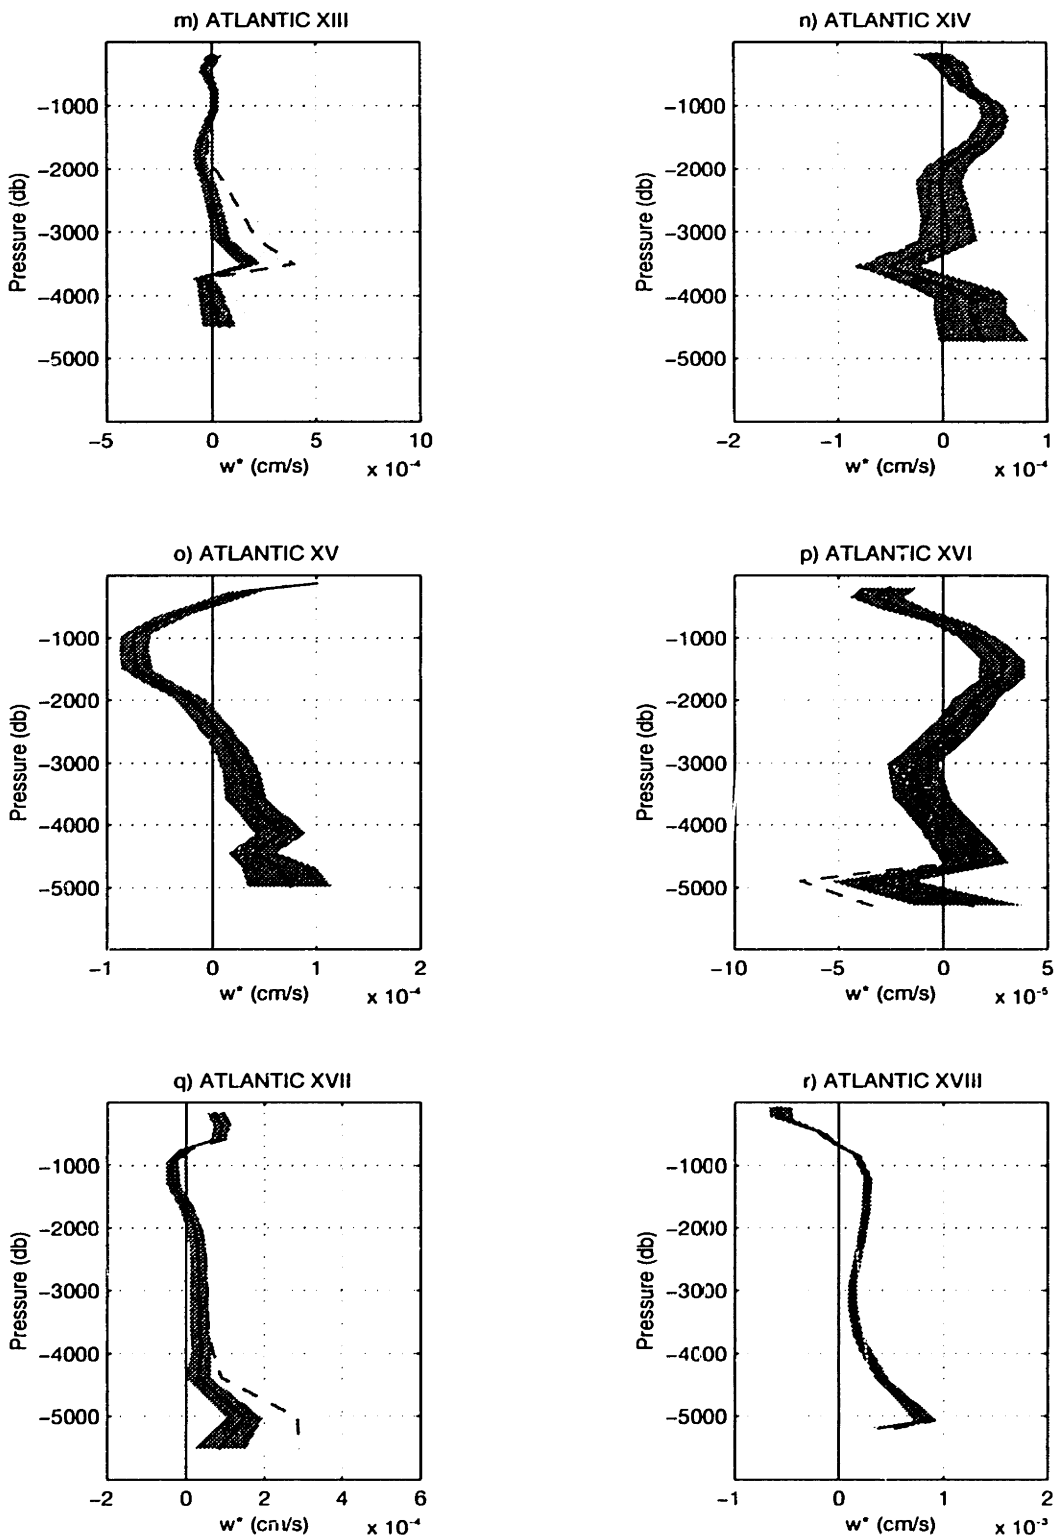 m) ATLANTIC XIII
Pressure (db)
−1000
−2000
−3000
−4000
−5000
−5 0 5 10
w* (cm/s)
x 10⁻⁴
n) ATLANTIC XIV
Pressure (db)
−1000
−2000
−3000
−4000
−5000
−2 −1 0 1
w* (cm/s)
x 10⁻⁴
o) ATLANTIC XV
Pressure (db)
−1000
−2000
−3000
−4000
−5000
−1 0 1 2
w* (cm/s)
x 10⁻⁴
p) ATLANTIC XVI
Pressure (db)
−1000
−2000
−3000
−4000
−5000
−10 −5 0 5
w* (cm/s)
x 10⁻⁵
q) ATLANTIC XVII
Pressure (db)
−1000
−2000
−3000
−4000
−5000
−2 0 2 4 6
w* (cm/s)
x 10⁻⁴
r) ATLANTIC XVIII
Pressure (db)
−1000
−2000
−3000
−4000
−5000
−1 0 1 2
w* (cm/s)
x 10⁻³